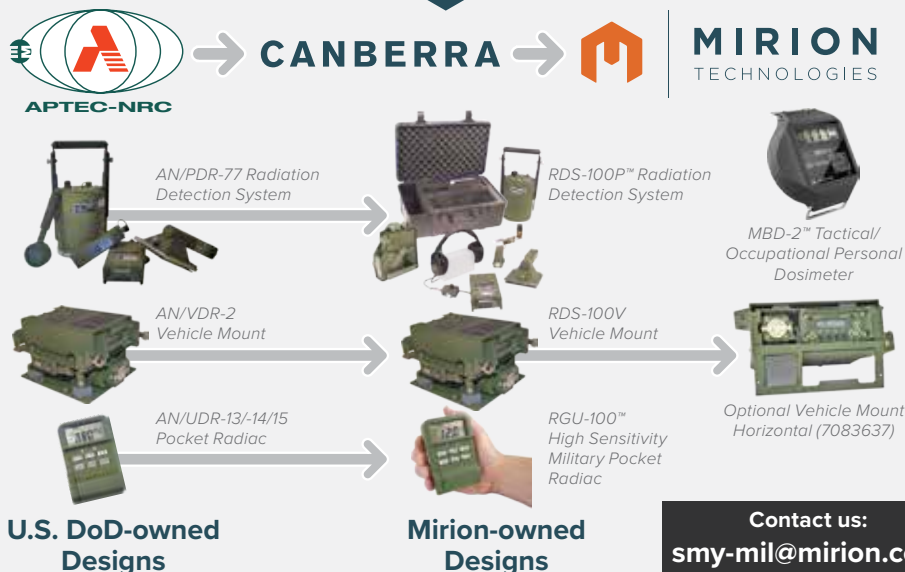 APTEC-NRC
CANBERRA
MIRION
TECHNOLOGIES
AN/PDR-77 Radiation
Detection System
RDS-100P™ Radiation
Detection System
MBD-2™ Tactical/
Occupational Personal
Dosimeter
AN/VDR-2
Vehicle Mount
RDS-100V
Vehicle Mount
Optional Vehicle Mount
Horizontal (7083637)
AN/UDR-13/-14/15
Pocket Radiac
RGU-100™
High Sensitivity
Military Pocket
Radiac
U.S. DoD-owned
Designs
Mirion-owned
Designs
Contact us:
smy-mil@mirion.c